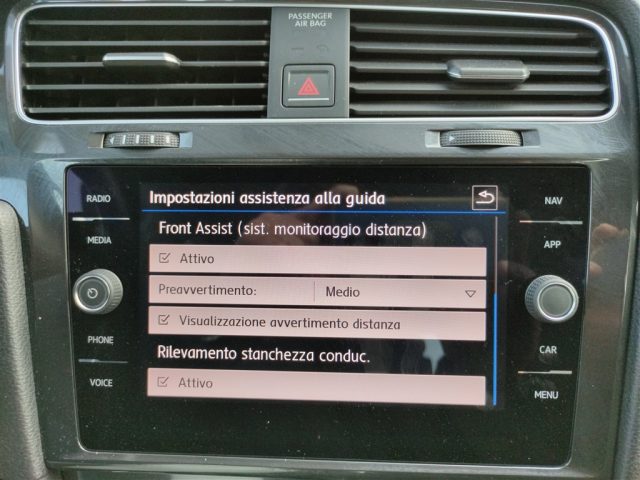 PASSENGER
AIR BAG
RADIO
MEDIA
PHONE
VOICE
Impostazioni assistenza alla guida
Front Assist (sist. monitoraggio distanza)
Attivo
Preavvertimento: Medio
Visualizzazione avvertimento distanza
Rilevamento stanchezza conduc.
Attivo
NAV
APP
CAR
MENU